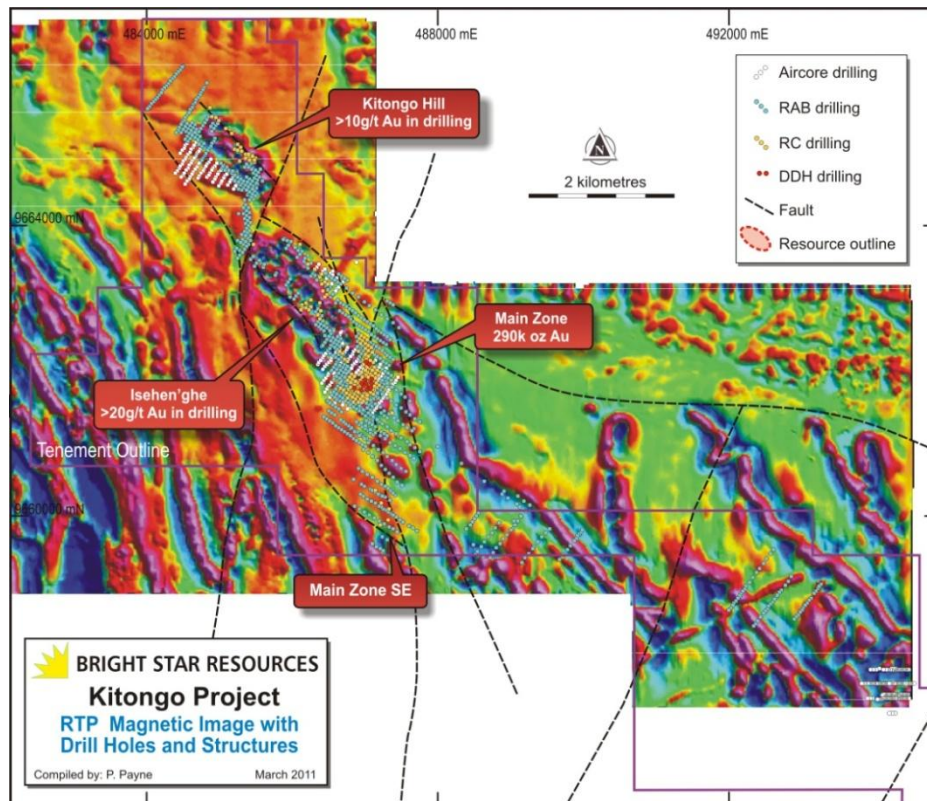 484000 mE
488000 mE
492000 mE
Kitongo Hill
>10g/t Au in drilling
N
2 kilometres
Aircore drilling
RAB drilling
RC drilling
DDH drilling
Fault
Resource outline
9664000 mN
Main Zone
290k oz Au
Isehen'ghe
>20g/t Au in drilling
Tenement Outline
9660000 mN
Main Zone SE
BRIGHT STAR RESOURCES
Kitongo Project
RTP Magnetic Image with
Drill Holes and Structures
Compiled by: P. Payne
March 2011